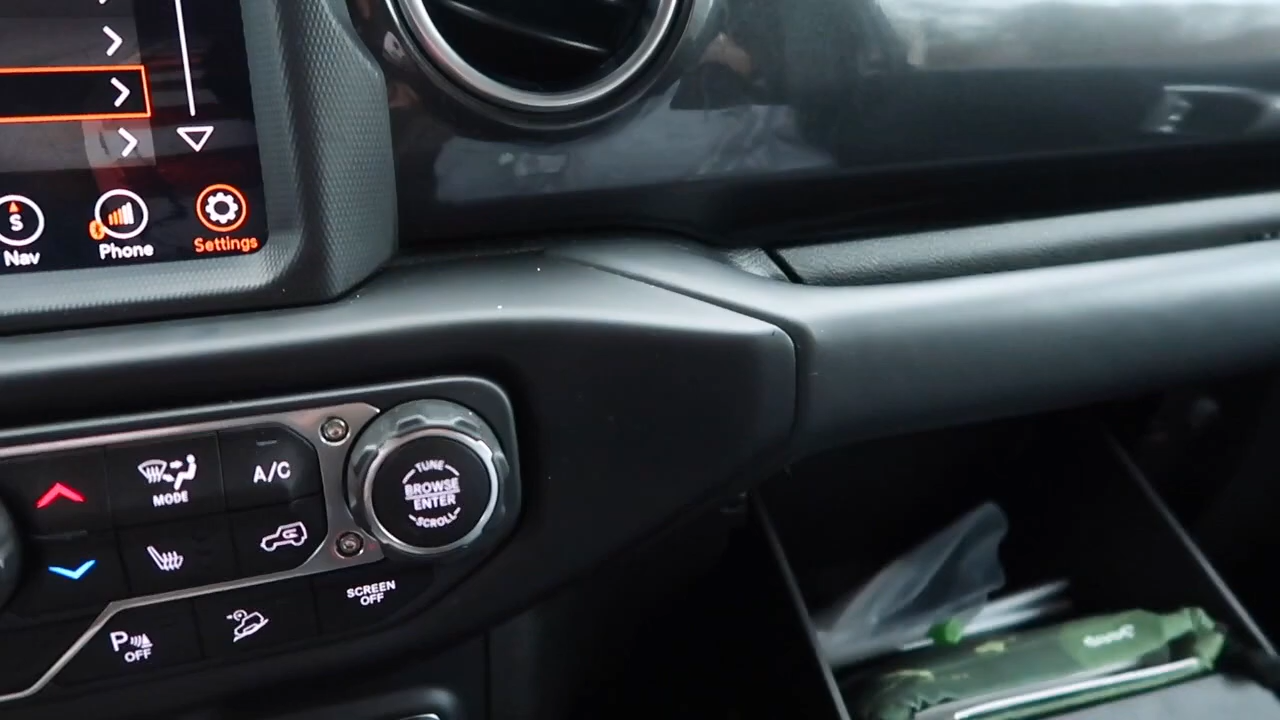 S
Nav
Phone
Settings
MODE
A/C
TUNE
BROWSE
ENTER
SCROLL
SCREEN
OFF
P
OFF